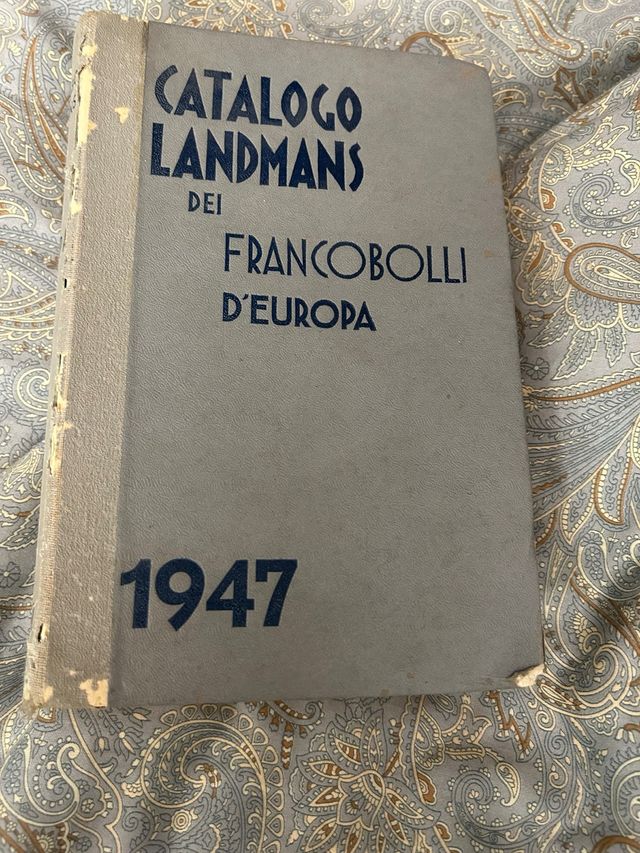 CATALOGO
LANDMANS
DEI
FRANCOBOLLI
D'EUROPA
1947